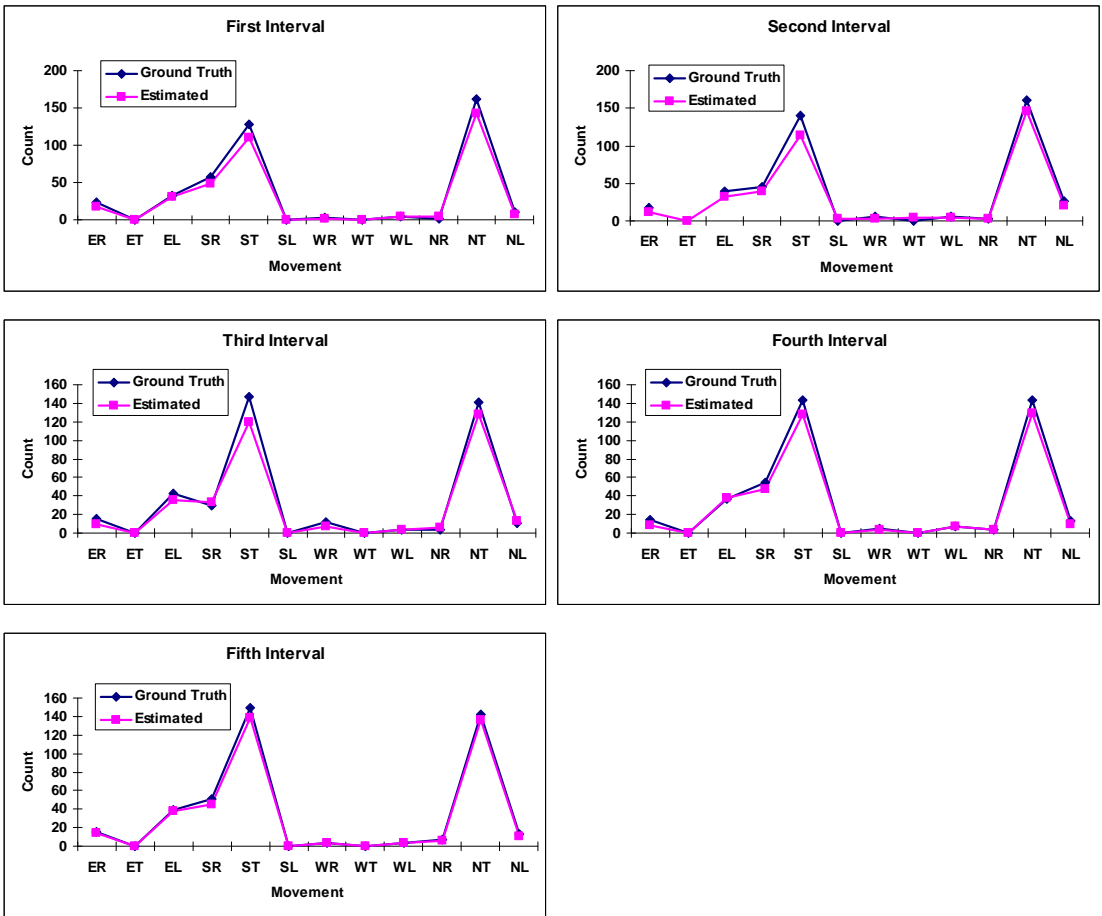 First Interval
200
150
100
50
0
Count
Ground Truth
Estimated
ER ET EL SR ST SL WR WT WL NR NT NL
Movement
Second Interval
200
150
100
50
0
Count
Ground Truth
Estimated
ER ET EL SR ST SL WR WT WL NR NT NL
Movement
Third Interval
160
140
120
100
80
60
40
20
0
Count
Ground Truth
Estimated
ER ET EL SR ST SL WR WT WL NR NT NL
Movement
Fourth Interval
160
140
120
100
80
60
40
20
0
Count
Ground Truth
Estimated
ER ET EL SR ST SL WR WT WL NR NT NL
Movement
Fifth Interval
160
140
120
100
80
60
40
20
0
Count
Ground Truth
Estimated
ER ET EL SR ST SL WR WT WL NR NT NL
Movement